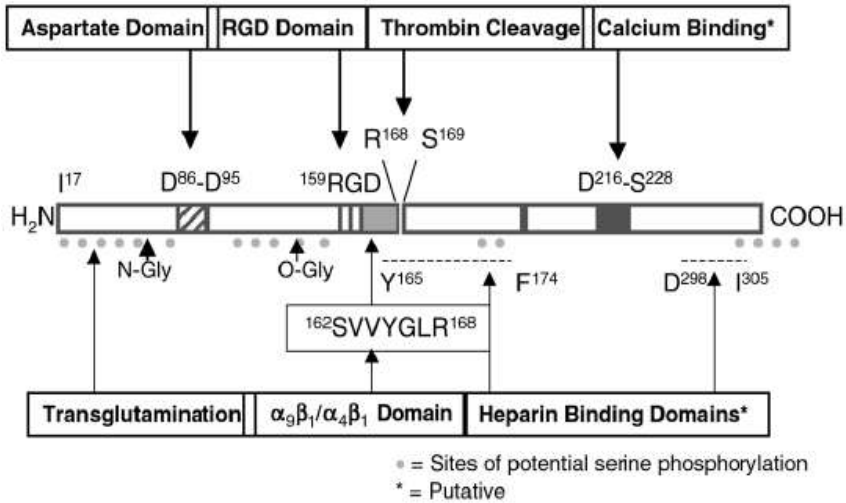 Aspartate Domain RGD Domain Thrombin Cleavage Calcium Binding*
R¹⁶⁸ S¹⁶⁹
I¹⁷ D⁸⁶-D⁹⁵ ¹⁵⁹RGD D²¹⁶-S²²⁸
H₂N COOH
N-Gly O-Gly Y¹⁶⁵ F¹⁷⁴ D²⁹⁸ I³⁰⁵
¹⁶²SVVYGLR¹⁶⁸
Transglutamination α₉β₁/α₄β₁ Domain Heparin Binding Domains*
= Sites of potential serine phosphorylation
* = Putative